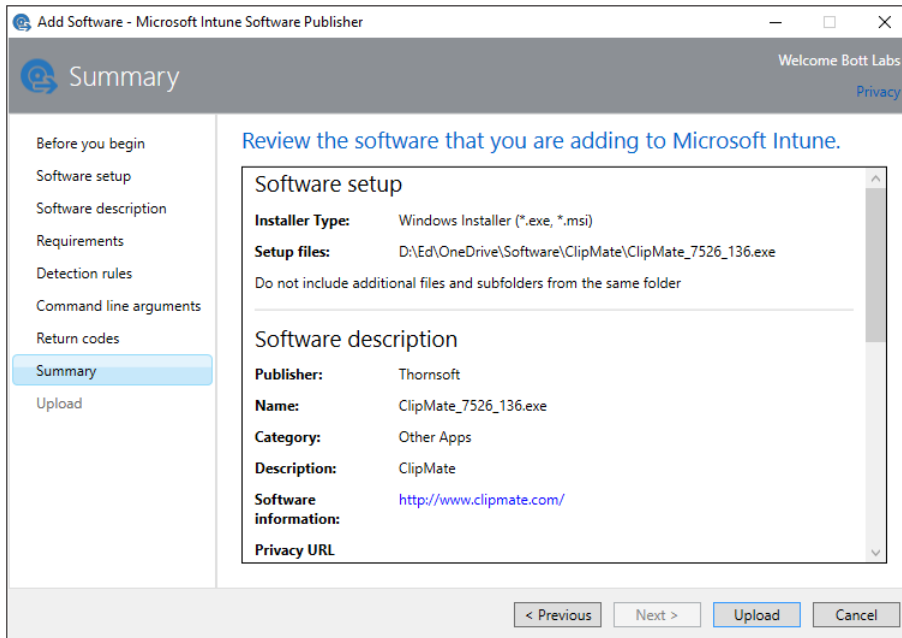 Add Software - Microsoft Intune Software Publisher
Summary
Welcome Bott Labs
Privacy
Before you begin
Software setup
Software description
Requirements
Detection rules
Command line arguments
Return codes
Summary
Upload
Review the software that you are adding to Microsoft Intune.
Software setup
Installer Type: Windows Installer (*.exe, *.msi)
Setup files: D:\Ed\OneDrive\Software\ClipMate\ClipMate_7526_136.exe
Do not include additional files and subfolders from the same folder
Software description
Publisher: Thornsoft
Name: ClipMate_7526_136.exe
Category: Other Apps
Description: ClipMate
Software http://www.clipmate.com/
information:
Privacy URL
< Previous Next > Upload Cancel